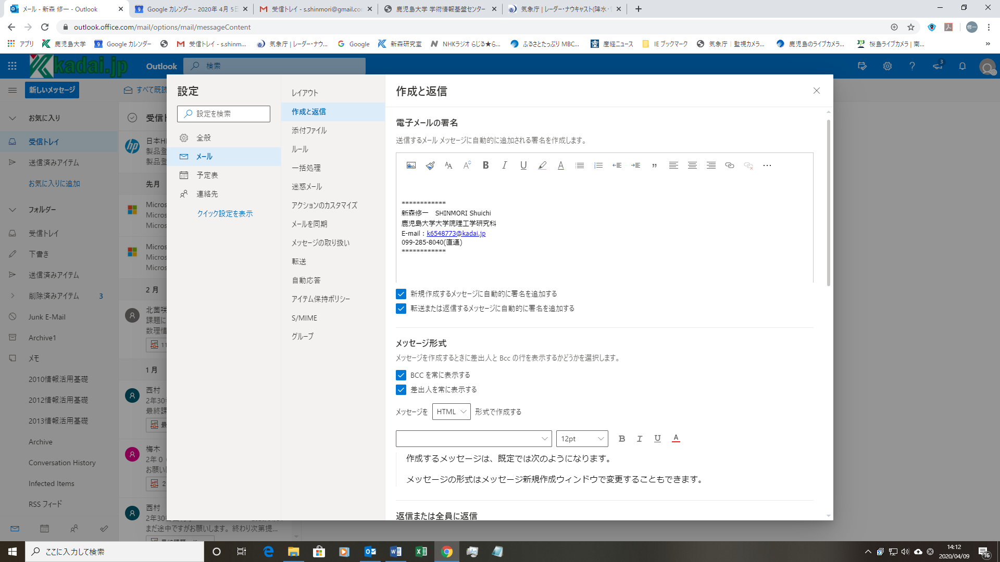 メール - 新森 修一 - Outlook
Google カレンダー - 2020年 4月 5日
受信トレイ - s.shinmori@gmail.co
鹿児島大学 学術情報基盤センター
気象庁 | レーダー・ナウキャスト(降水・
outlook.office.com/mail/options/mail/messageContent
修一
アプリ
鹿児島大学
Google カレンダー
受信トレイ - s.shinm...
気象庁 | レーダー・ナウ...
Google
新森研究室
NHKラジオ らじる★ら...
ふるさとたっぷり MBC...
産経ニュース
IE ブックマーク
気象庁 | 監視カメラ...
鹿児島のライブカメラ...
桜島ライブカメラ | 南...
kadai.jp
Outlook
検索
3
新しいメッセージ
すべて既読
お気に入り
受信トレイ
送信済みアイテム
お気に入りに追加
フォルダー
受信トレイ
下書き
送信済みアイテム
削除済みアイテム 3
Junk E-Mail
Archive1
メモ
2010情報活用基礎
2012情報活用基礎
2013情報活用基礎
Archive
Conversation History
Infected Items
RSS フィード
受信ト
日本H
製品登
製品登
先月
Micros
Micros
Micros
Micros
Micros
Micros
2 月
北薗咲
課題に
数理情
11
1 月
西村
2年30
最終課
最
梅木
2年０
お願い
2
西村
まだ途中ですがお願いします。終わり次第提...
設定
設定を検索
全般
メール
予定表
連絡先
クイック設定を表示
レイアウト
作成と返信
添付ファイル
ルール
一括処理
迷惑メール
アクションのカスタマイズ
メールを同期
メッセージの取り扱い
転送
自動応答
アイテム保持ポリシー
S/MIME
グループ
作成と返信
電子メールの署名
送信するメール メッセージに自動的に追加される署名を作成します。
************
新森修一　SHINMORI Shuichi
鹿児島大学大学院理工学研究科
E-mail：k6548773@kadai.jp
099-285-8040(直通)
************
新規作成するメッセージに自動的に署名を追加する
転送または返信するメッセージに自動的に署名を追加する
メッセージ形式
メッセージを作成するときに差出人と Bcc の行を表示するかどうかを選択します。
BCC を常に表示する
差出人を常に表示する
メッセージを HTML 形式で作成する
12pt
作成するメッセージは、既定では次のようになります。
メッセージの形式はメッセージ新規作成ウィンドウで変更することもできます。
返信または全員に返信
ここに入力して検索
14:12
2020/04/09
16